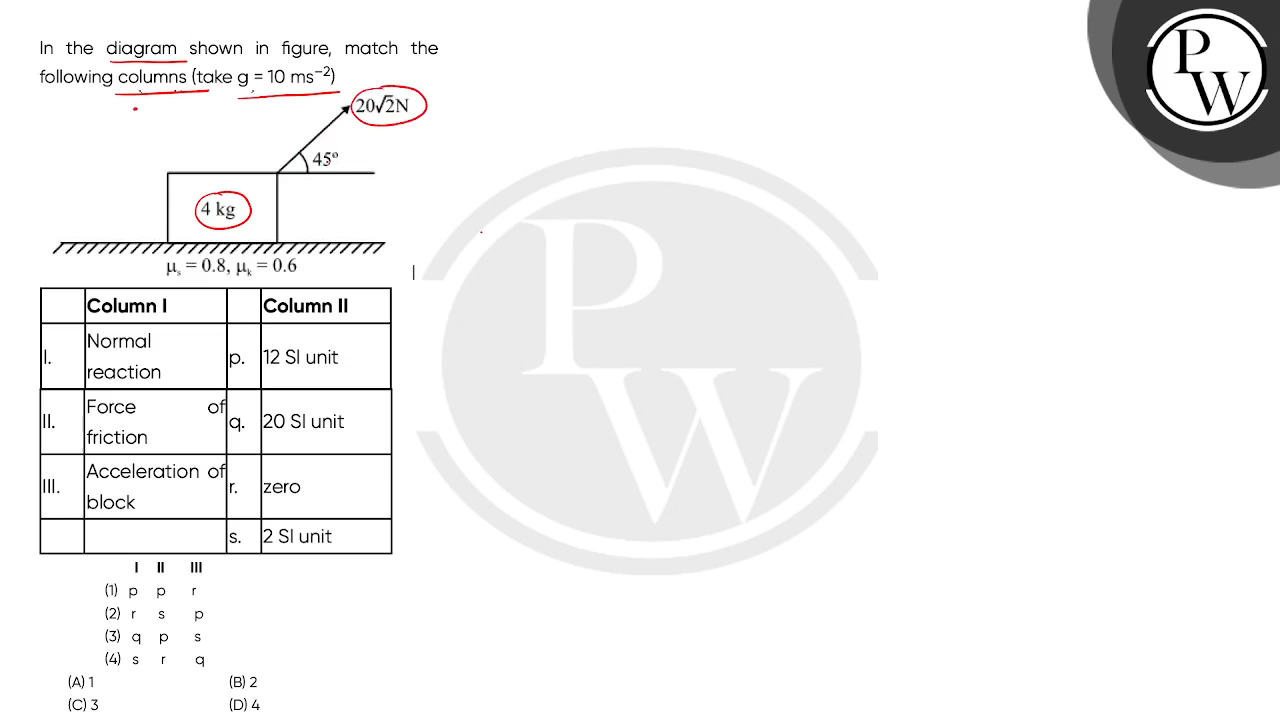 In the diagram shown in figure, match the
following columns (take g = 10 ms⁻²)
20√2N
45°
4 kg
μₛ = 0.8, μₖ = 0.6
Column I Column II
I. Normal reaction p. 12 SI unit
II. Force of friction q. 20 SI unit
III. Acceleration of block r. zero
s. 2 SI unit
I II III
(1) p p r
(2) r s p
(3) q p s
(4) s r q
(A) 1 (B) 2
(C) 3 (D) 4
P
W
P
W